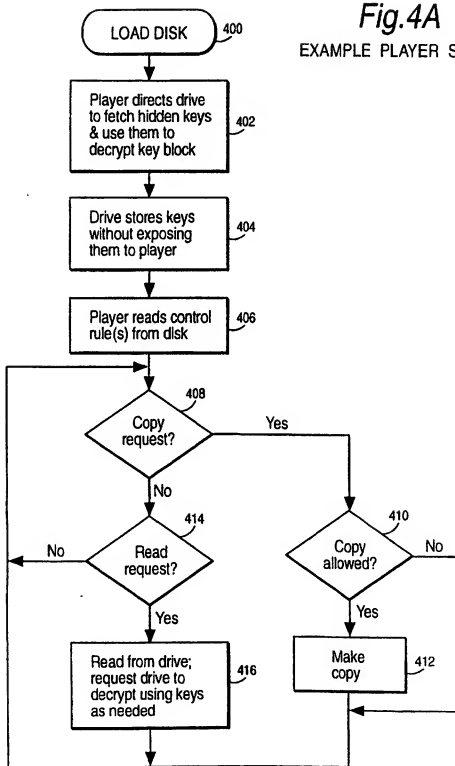 Fig.4A
EXAMPLE PLAYER S
LOAD DISK
400
Player directs drive
to fetch hidden keys
& use them to
decrypt key block
402
Drive stores keys
without exposing
them to player
404
Player reads control
rule(s) from disk
406
408
Copy
request?
Yes
No
414
Read
request?
No
Yes
410
Copy
allowed?
No
Yes
Read from drive;
request drive to
decrypt using keys
as needed
416
Make
copy
412